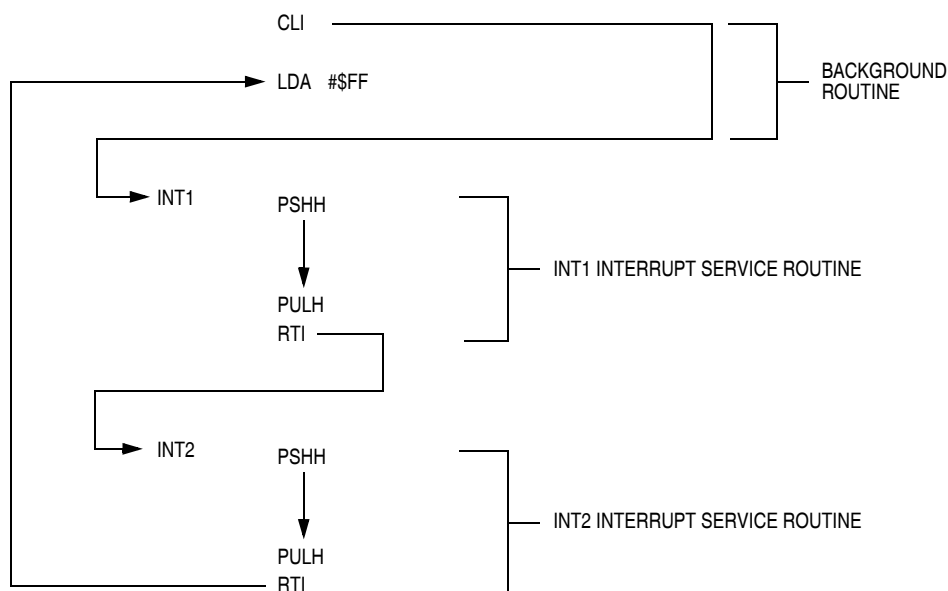 CLI
LDA #$FF
BACKGROUND
ROUTINE
INT1
PSHH
INT1 INTERRUPT SERVICE ROUTINE
PULH
RTI
INT2
PSHH
INT2 INTERRUPT SERVICE ROUTINE
PULH
RTI